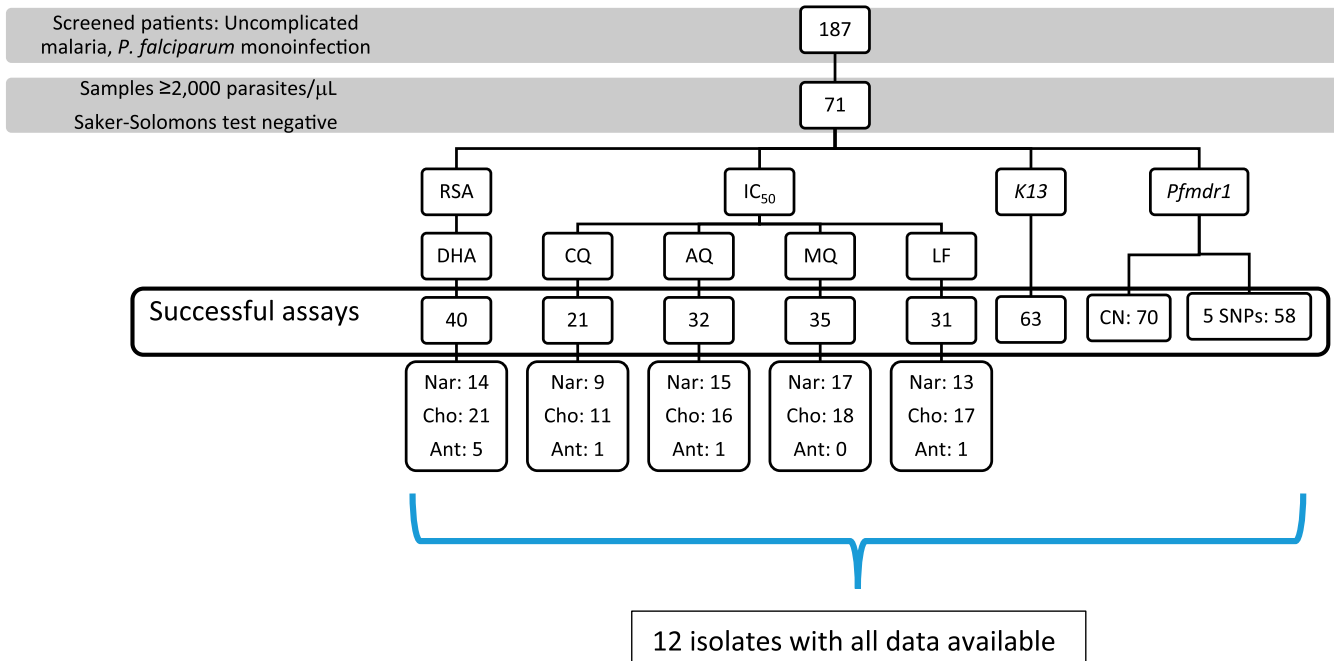 Screened patients: Uncomplicated
malaria, P. falciparum monoinfection
187
Samples ≥2,000 parasites/μL
Saker-Solomons test negative
71
RSA
IC50
K13
Pfmdr1
DHA
CQ
AQ
MQ
LF
Successful assays
40
21
32
35
31
63
CN: 70
5 SNPs: 58
Nar: 14
Cho: 21
Ant: 5
Nar: 9
Cho: 11
Ant: 1
Nar: 15
Cho: 16
Ant: 1
Nar: 17
Cho: 18
Ant: 0
Nar: 13
Cho: 17
Ant: 1
12 isolates with all data available